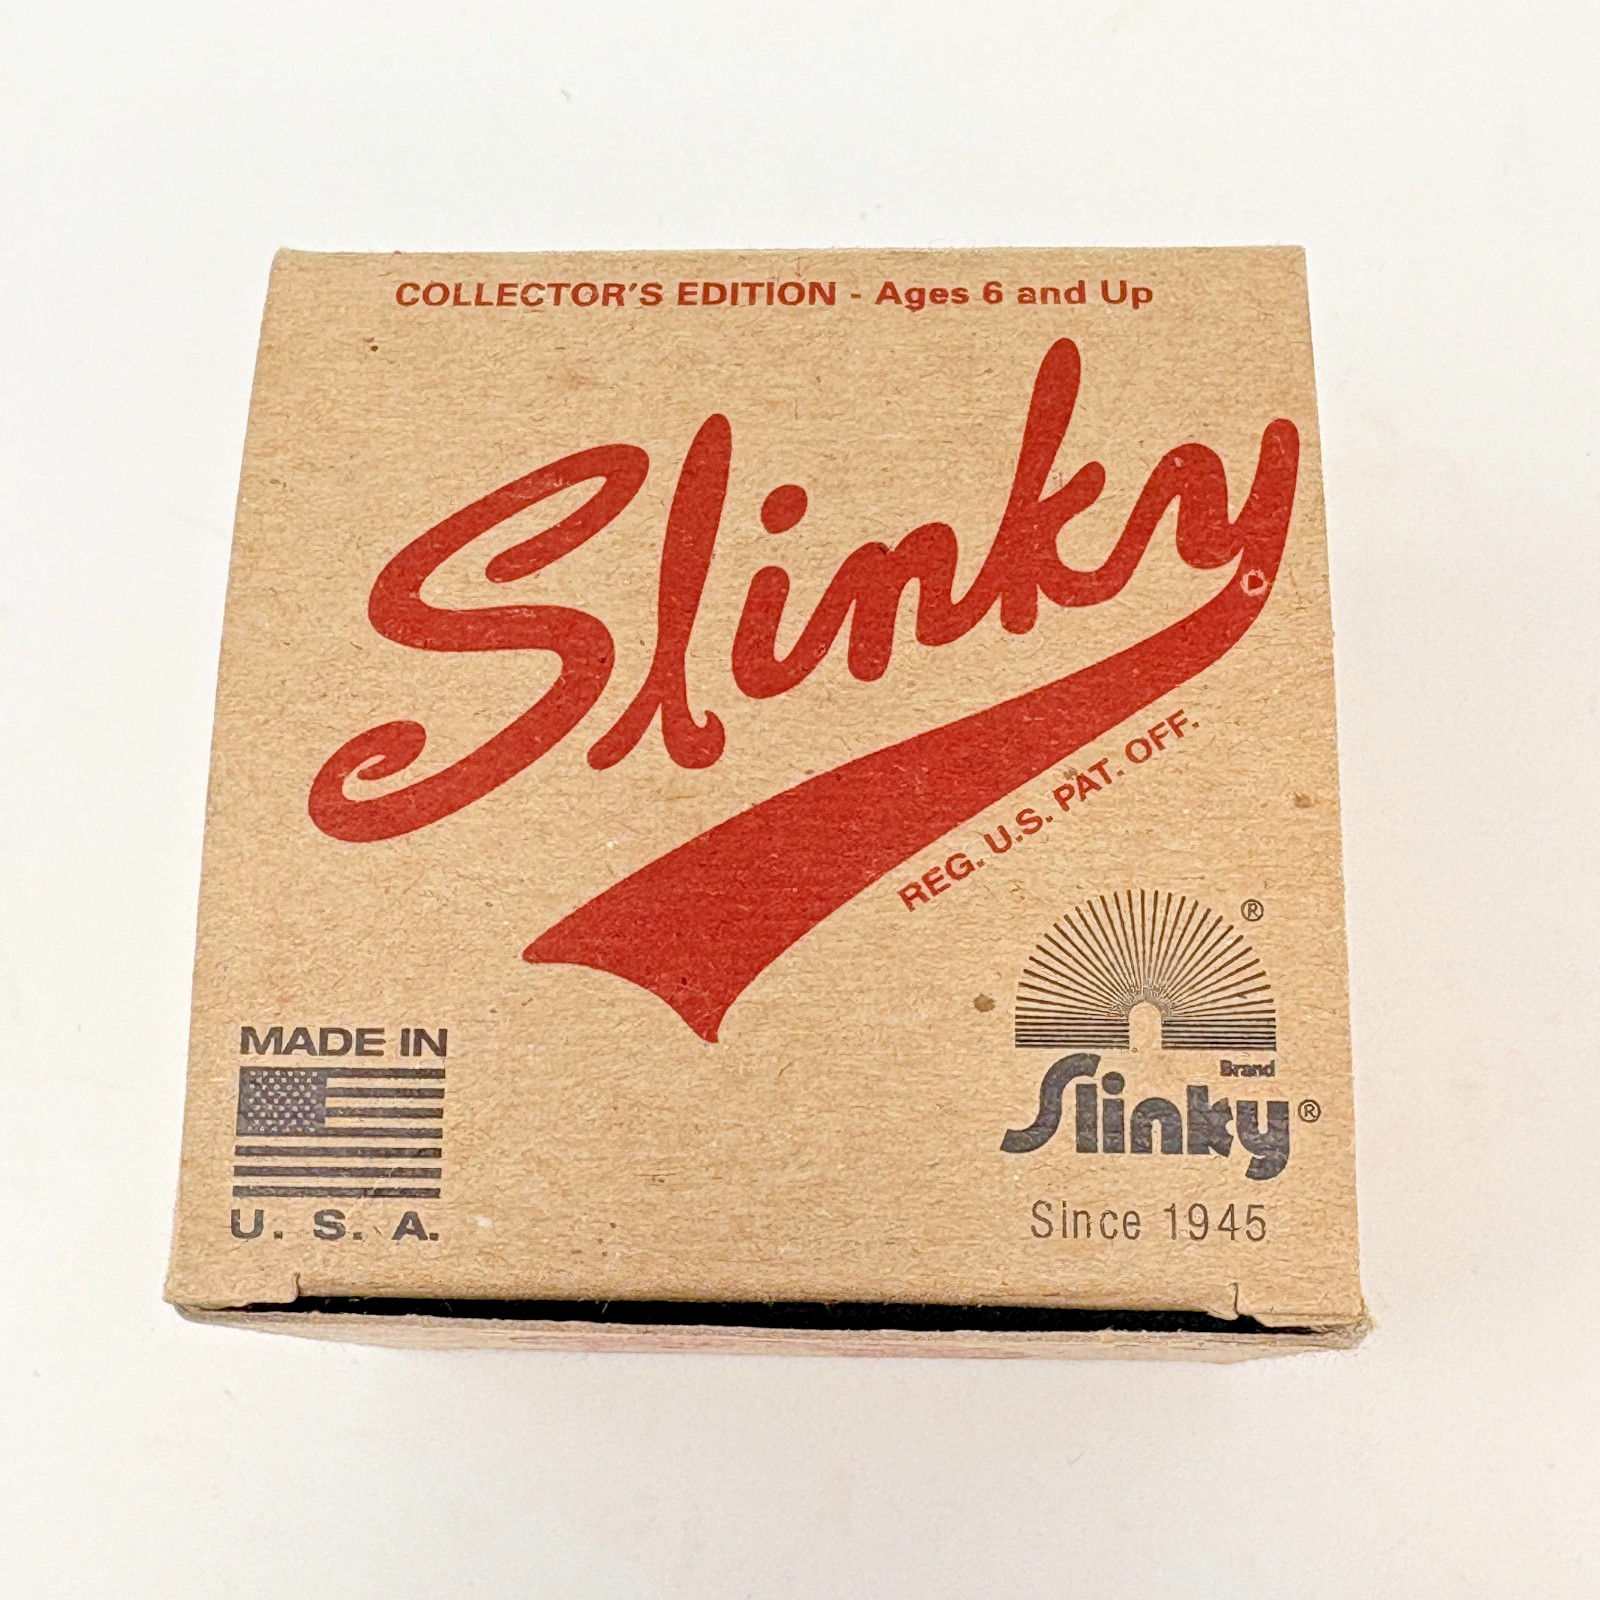 COLLECTOR'S EDITION - Ages 6 and Up
Slinky
REG. U.S. PAT. OFF.
®
MADE IN
U. S. A.
Brand
Slinky®
Since 1945